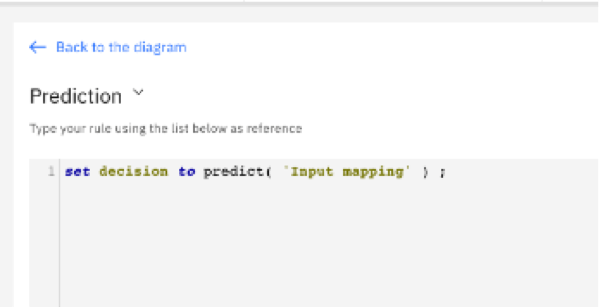 ← Back to the diagram
Prediction
Type your rule using the list below as reference
1 set decision to predict( 'Input mapping' ) ;